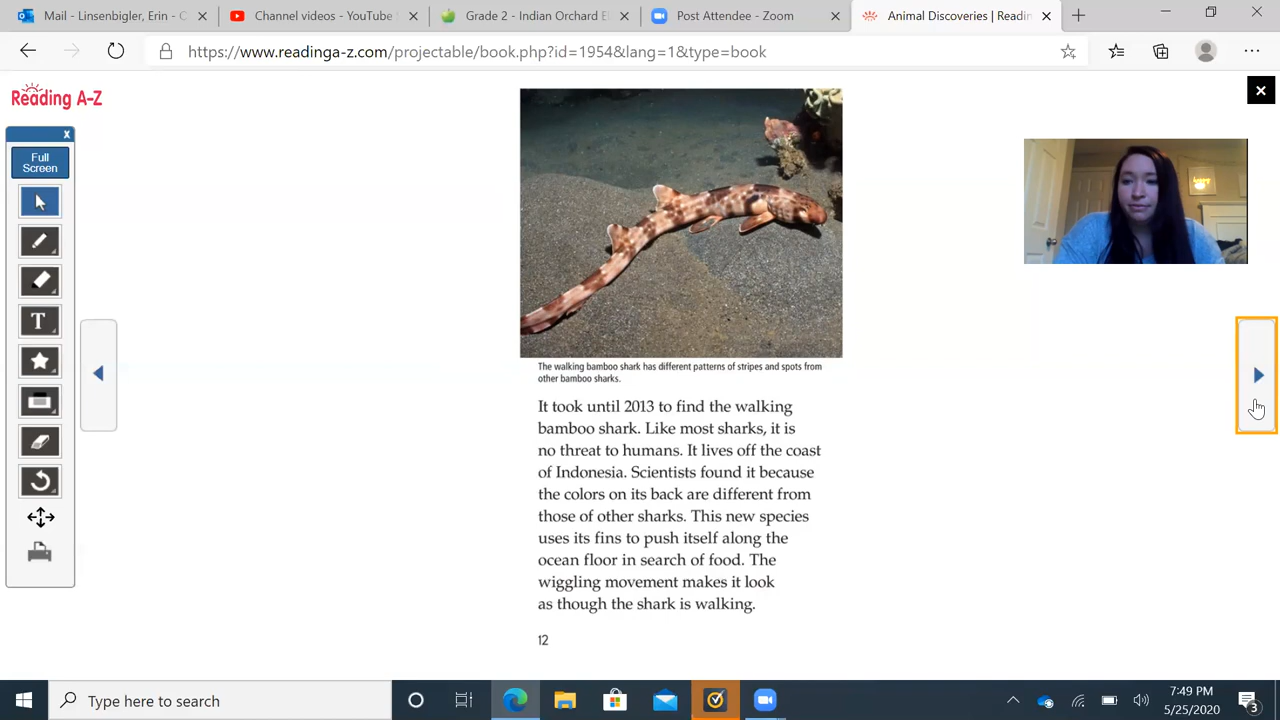 Mail - Linsenbigler, Erin - C
Channel videos - YouTube
Grade 2 - Indian Orchard El
Post Attendee - Zoom
Animal Discoveries | Readin
https://www.readinga-z.com/projectable/book.php?id=1954&lang=1&type=book
Reading A-Z
x
Full
Screen
T
The walking bamboo shark has different patterns of stripes and spots from
other bamboo sharks.
It took until 2013 to find the walking
bamboo shark. Like most sharks, it is
no threat to humans. It lives off the coast
of Indonesia. Scientists found it because
the colors on its back are different from
those of other sharks. This new species
uses its fins to push itself along the
ocean floor in search of food. The
wiggling movement makes it look
as though the shark is walking.
12
Type here to search
7:49 PM
5/25/2020
3